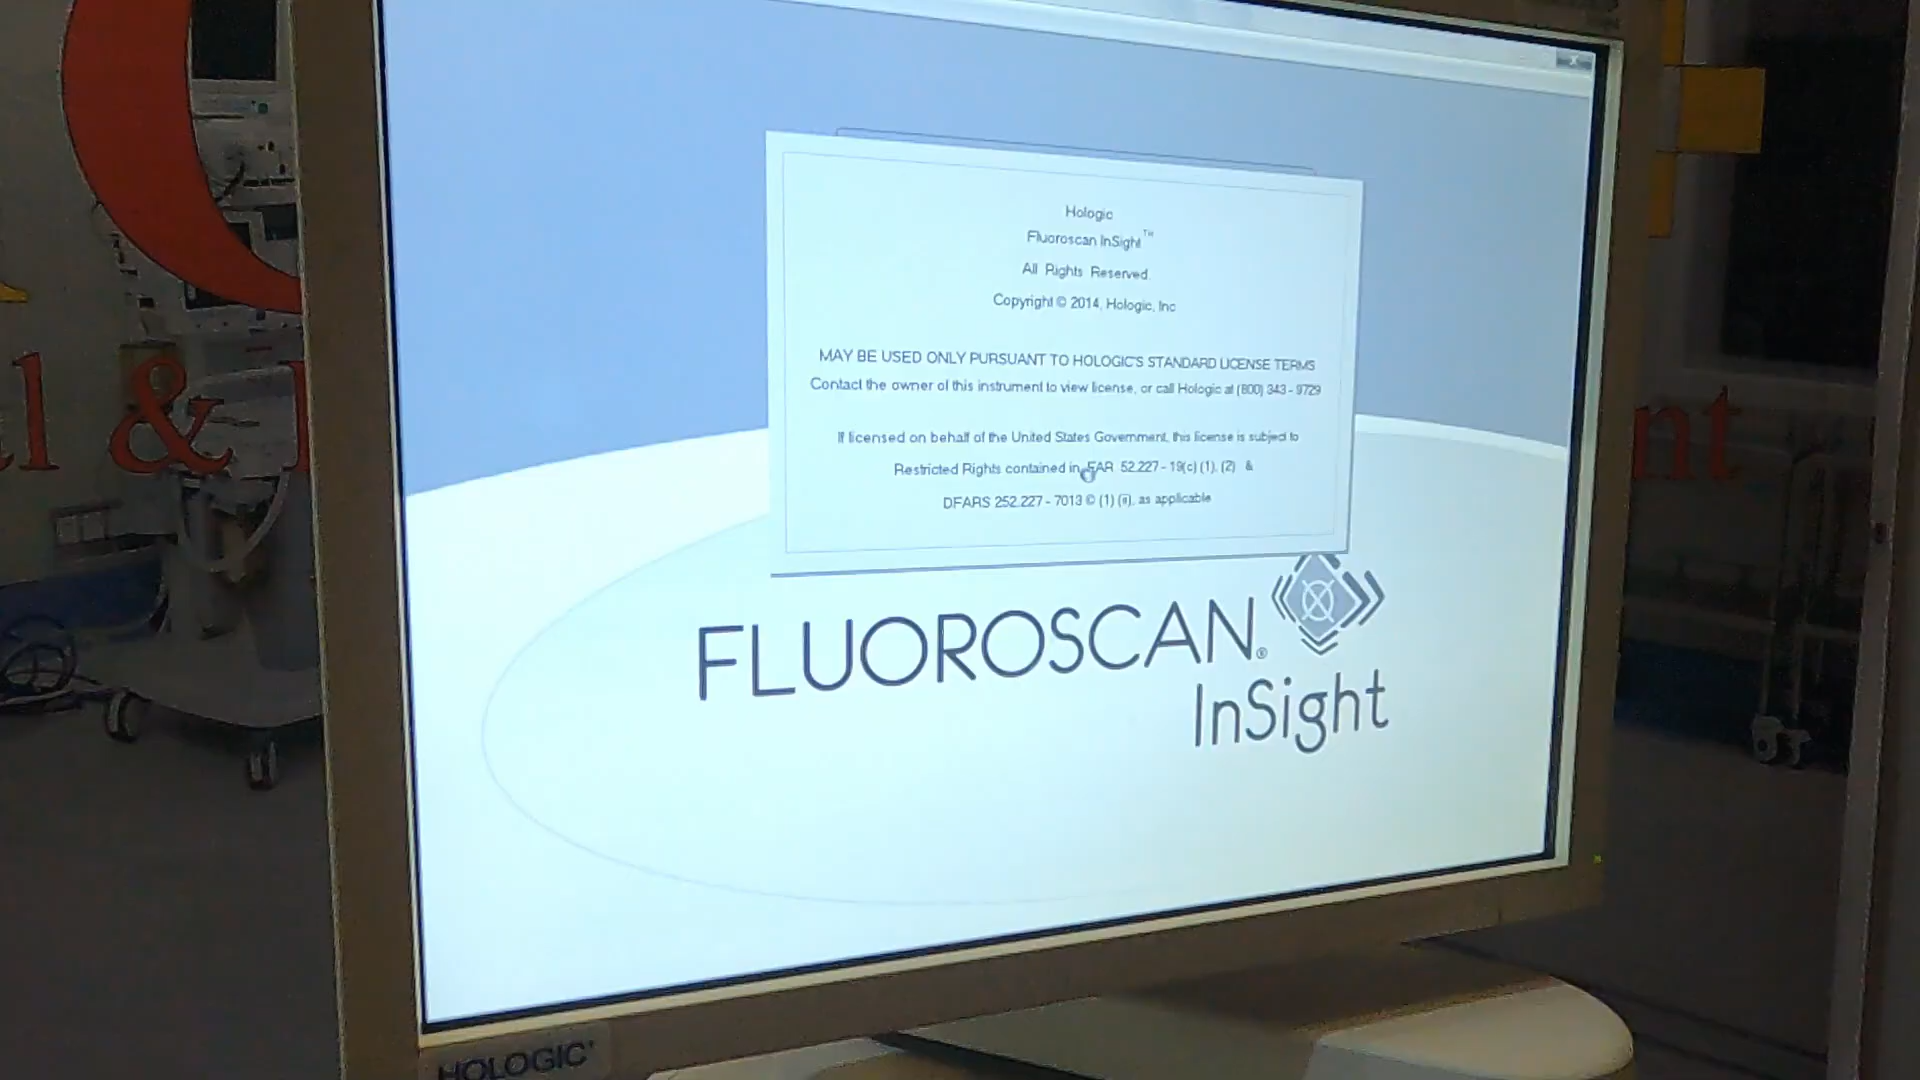 Hologic
Fluoroscan InSight™
All Rights Reserved.
Copyright © 2014, Hologic, Inc
MAY BE USED ONLY PURSUANT TO HOLOGIC'S STANDARD LICENSE TERMS
Contact the owner of this instrument to view license, or call Hologic at (800) 343 - 9729
If licensed on behalf of the United States Government, this license is subject to
Restricted Rights contained in FAR 52.227 - 19(c) (1), (2) &
DFARS 252.227 - 7013 © (1) (ii), as applicable
FLUOROSCAN®
InSight
HOLOGIC
l &
nt